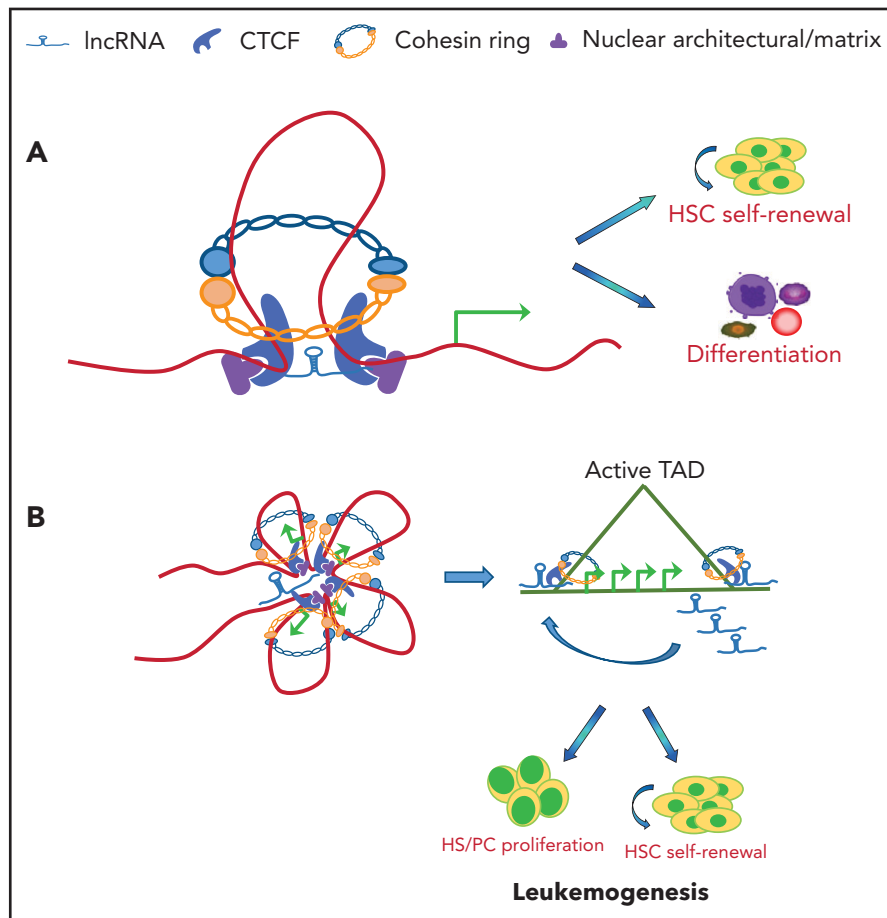 lncRNA CTCF Cohesin ring Nuclear architectural/matrix
A
HSC self-renewal
Differentiation
B
Active TAD
HS/PC proliferation
HSC self-renewal
Leukemogenesis